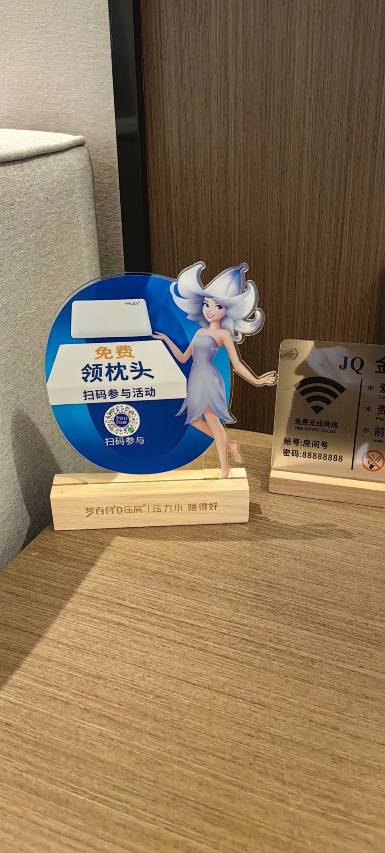 MLILY
免费
领枕头
扫码参与活动
扫码参与
梦百合0压房 | 压力小 睡得好
JQ
免费无线网络
账号:房间号
密码:88888888